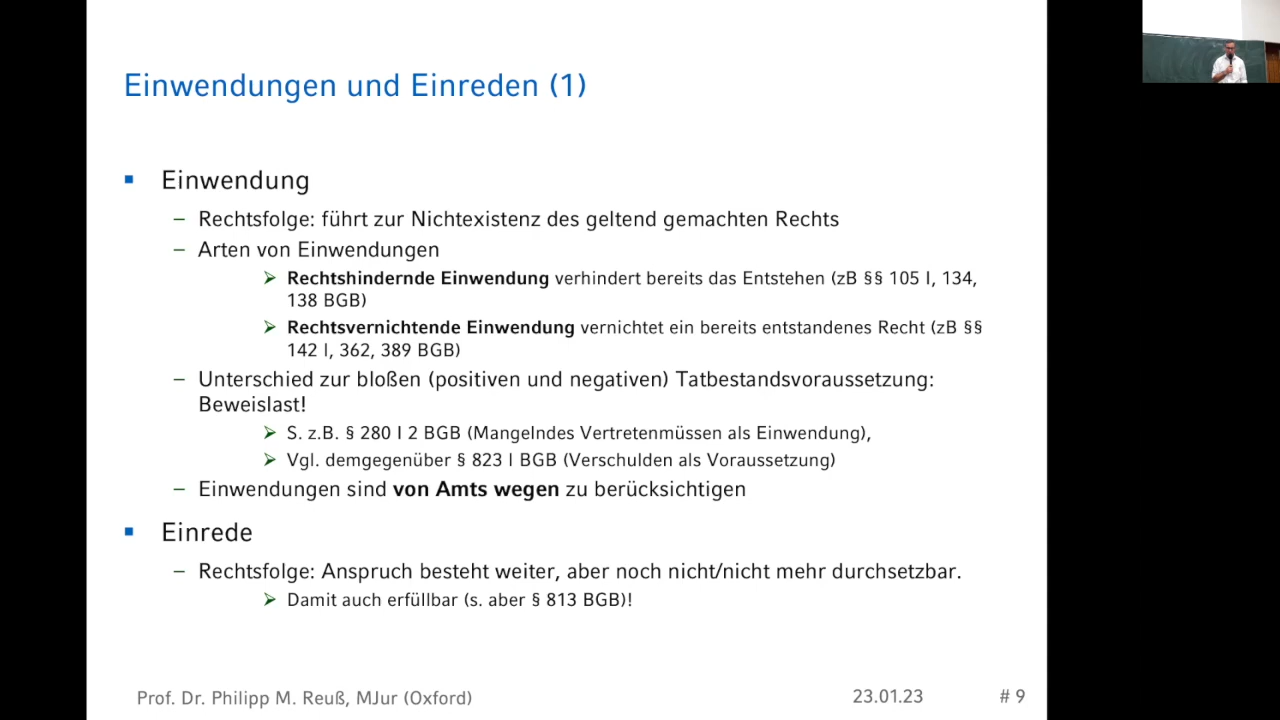 Einwendungen und Einreden (1)
▪ Einwendung
– Rechtsfolge: führt zur Nichtexistenz des geltend gemachten Rechts
– Arten von Einwendungen
➢ Rechtshindernde Einwendung verhindert bereits das Entstehen (zB §§ 105 I, 134,
138 BGB)
➢ Rechtsvernichtende Einwendung vernichtet ein bereits entstandenes Recht (zB §§
142 I, 362, 389 BGB)
– Unterschied zur bloßen (positiven und negativen) Tatbestandsvoraussetzung:
Beweislast!
➢ S. z.B. § 280 I 2 BGB (Mangelndes Vertretenmüssen als Einwendung),
➢ Vgl. demgegenüber § 823 I BGB (Verschulden als Voraussetzung)
– Einwendungen sind von Amts wegen zu berücksichtigen
▪ Einrede
– Rechtsfolge: Anspruch besteht weiter, aber noch nicht/nicht mehr durchsetzbar.
➢ Damit auch erfüllbar (s. aber § 813 BGB)!
Prof. Dr. Philipp M. Reuß, MJur (Oxford)
23.01.23
# 9